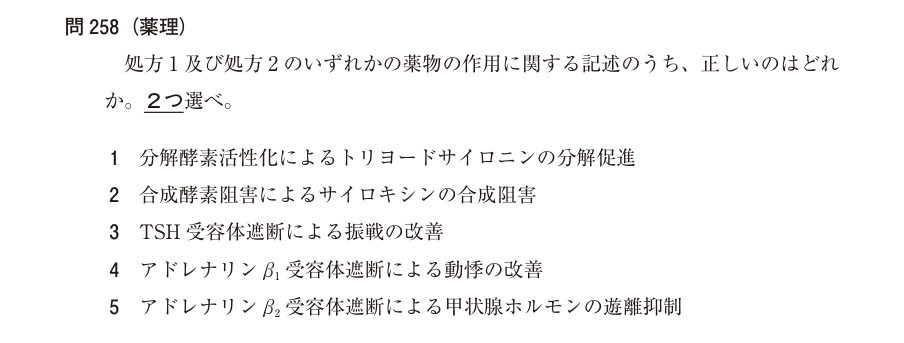 問 258（薬理）
処方１及び処方２のいずれかの薬物の作用に関する記述のうち、正しいのはどれ
か。２つ選べ。
1 分解酵素活性化によるトリヨードサイロニンの分解促進
2 合成酵素阻害によるサイロキシンの合成阻害
3 TSH 受容体遮断による振戦の改善
4 アドレナリン β₁ 受容体遮断による動悸の改善
5 アドレナリン β₂ 受容体遮断による甲状腺ホルモンの遊離抑制